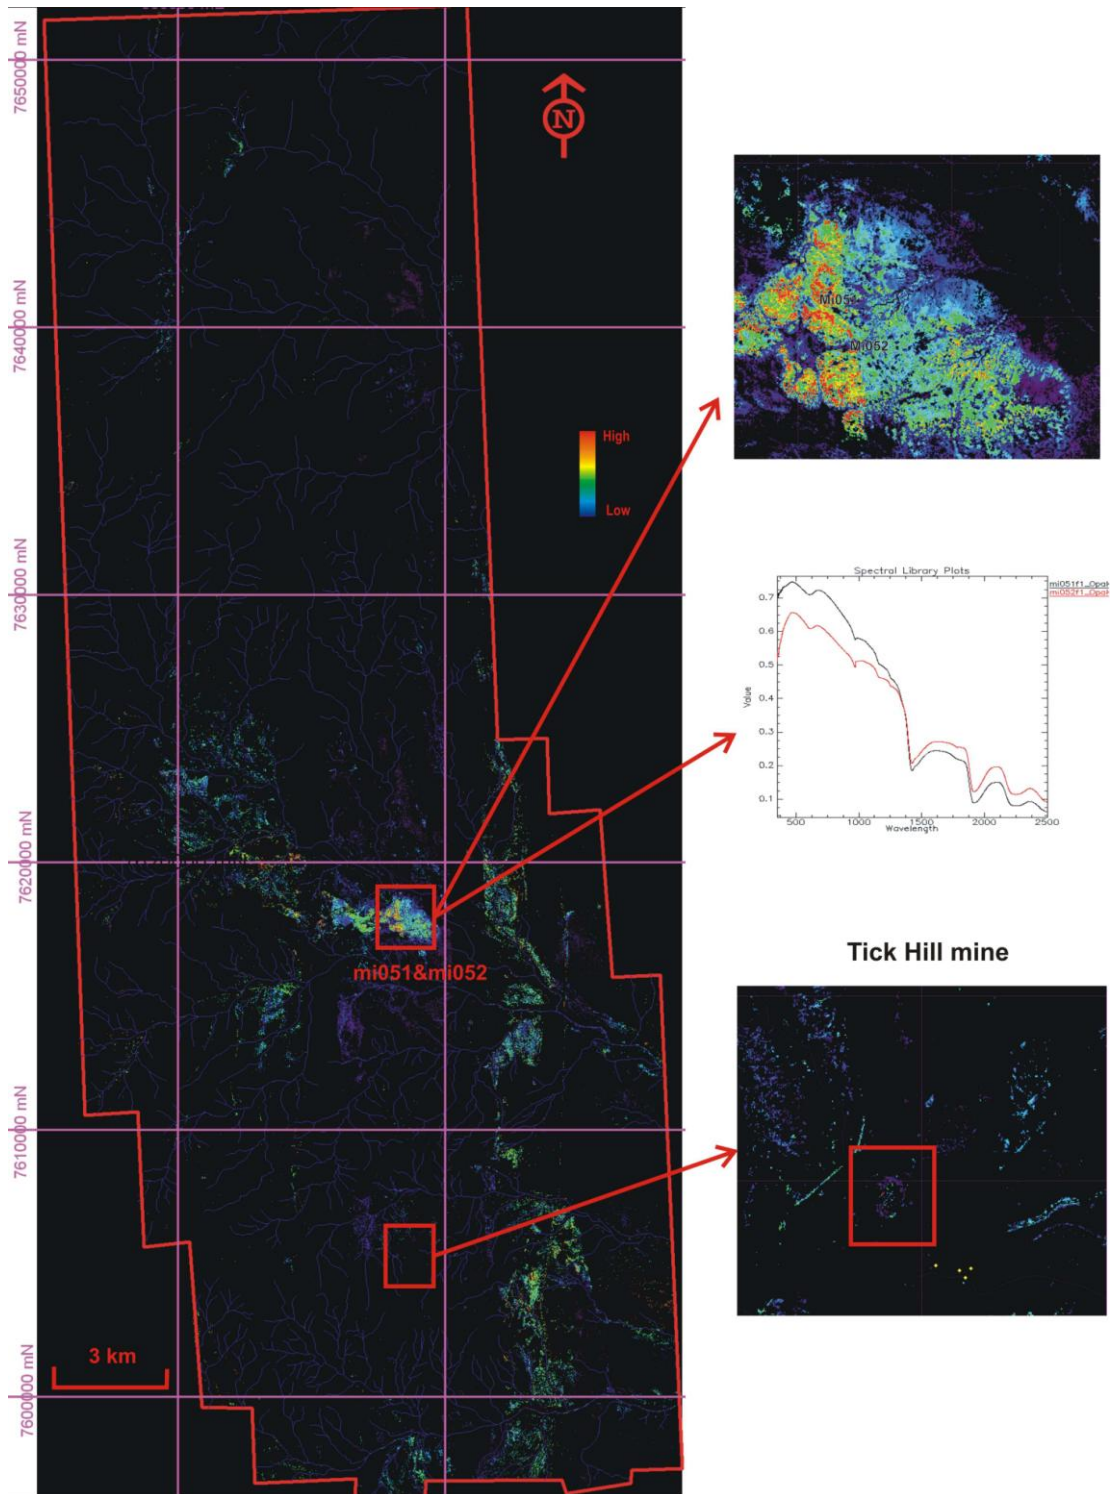 7650000 mN
N
7640000 mN
High
Low
7630000 mN
7620000 mN
mi051&mi052
7610000 mN
3 km
7600000 mN
Mi052
Spectral Library Plots
Value
0.7
0.6
0.5
0.4
0.3
0.2
0.1
500
1000
1500
2000
2500
Wavelength
mi051f1_Opal
mi052f1_Opal
Tick Hill mine